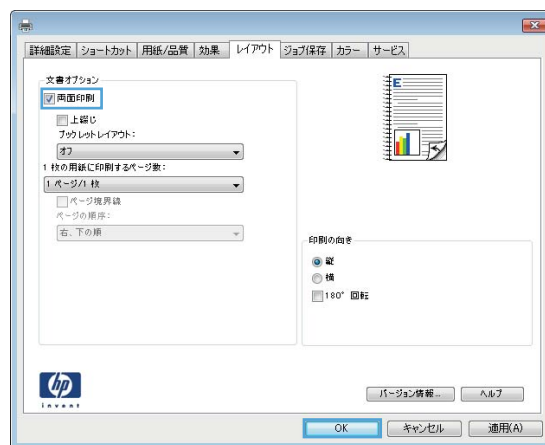 詳細設定 ショートカット 用紙/品質 効果 レイアウト ジョブ保存 カラー サービス
文書オプション
両面印刷
上綴じ
ブックレットレイアウト:
オフ
1 枚の用紙に印刷するページ数:
1 ページ/1 枚
ページ境界線
ページの順序:
右、下の順
E
印刷の向き
縦
横
180° 回転
hp
invent
バージョン情報... ヘルプ
OK キャンセル 適用(A)